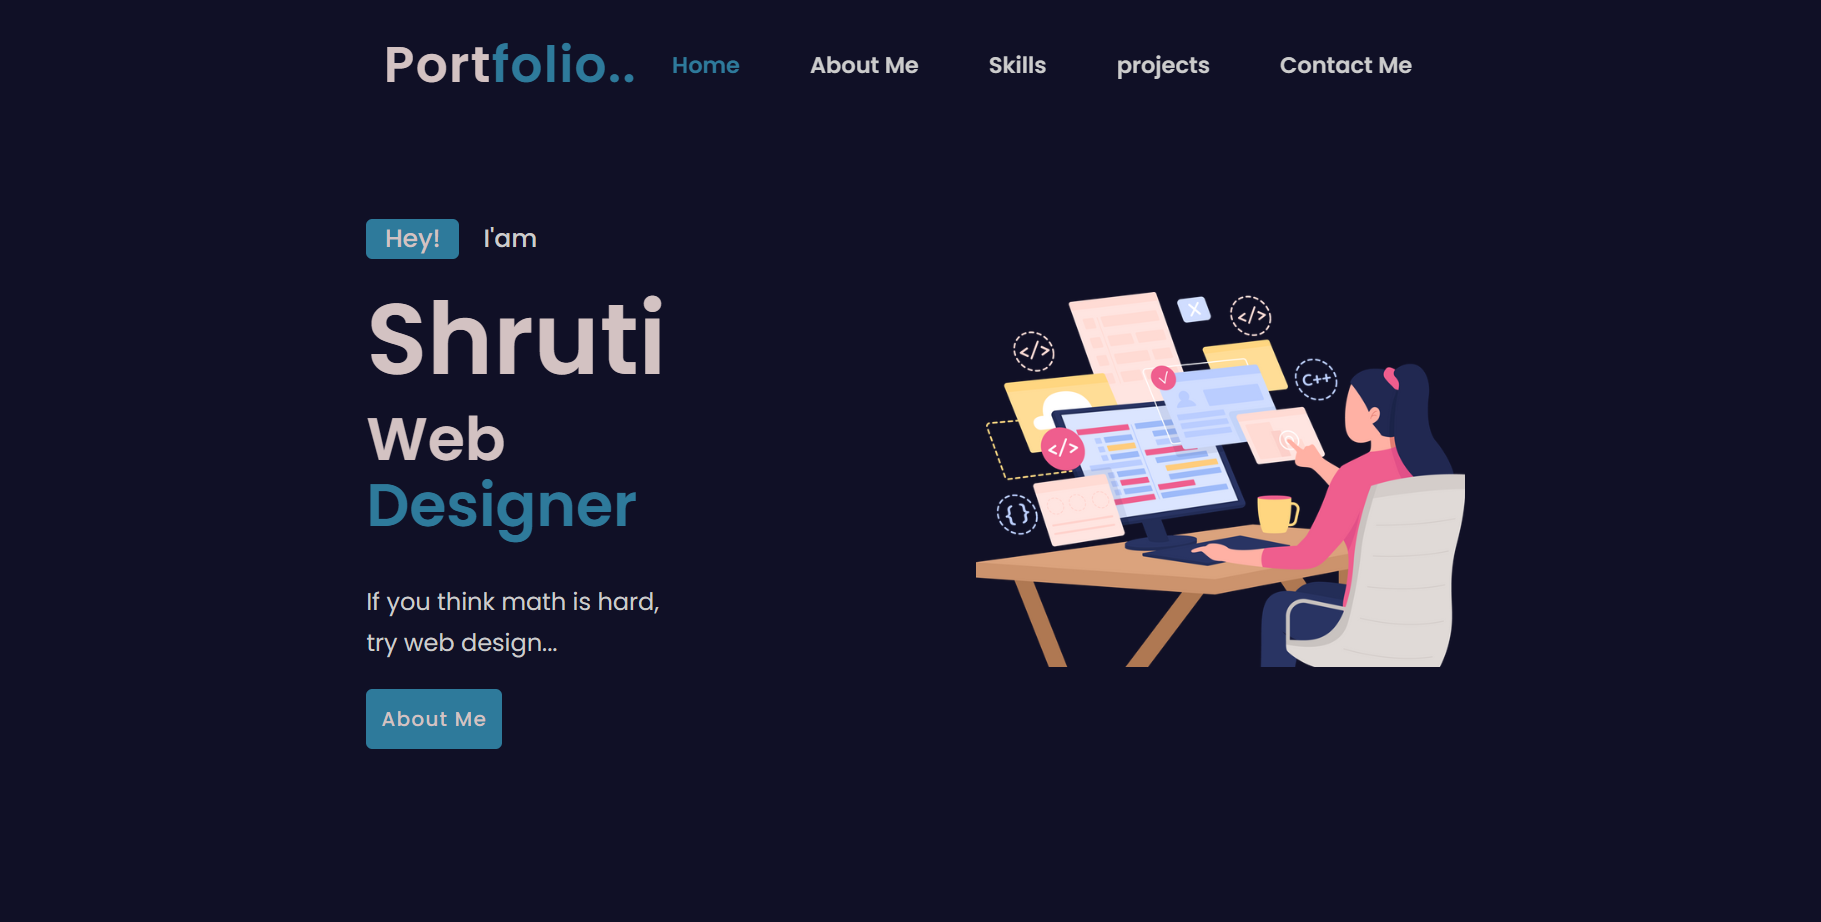 Portfolio.. Home About Me Skills projects Contact Me
Hey! I'am
Shruti
Web
Designer
If you think math is hard,
try web design...
About Me
X
</>
</>
C++
</>
{}